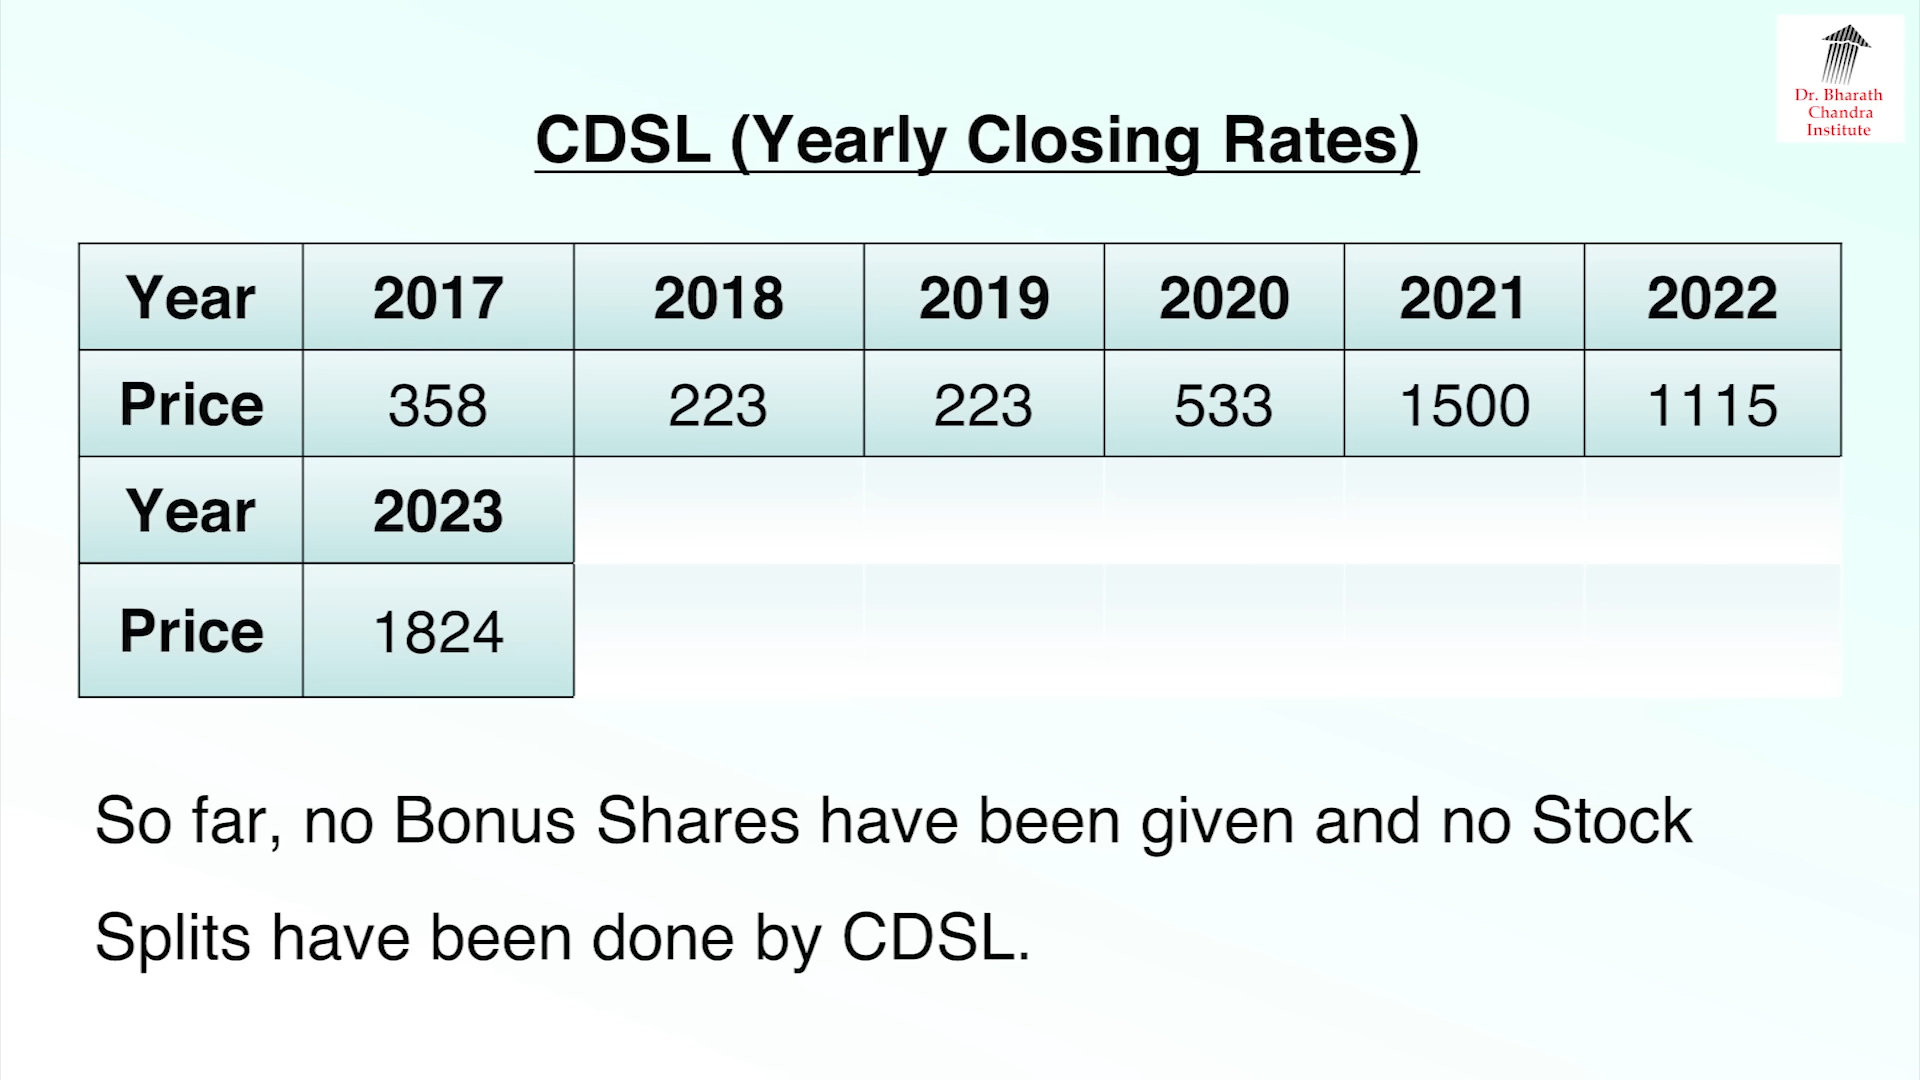 Dr. Bharath
Chandra
Institute
CDSL (Yearly Closing Rates)
Year 2017 2018 2019 2020 2021 2022
Price 358 223 223 533 1500 1115
Year 2023
Price 1824
So far, no Bonus Shares have been given and no Stock
Splits have been done by CDSL.